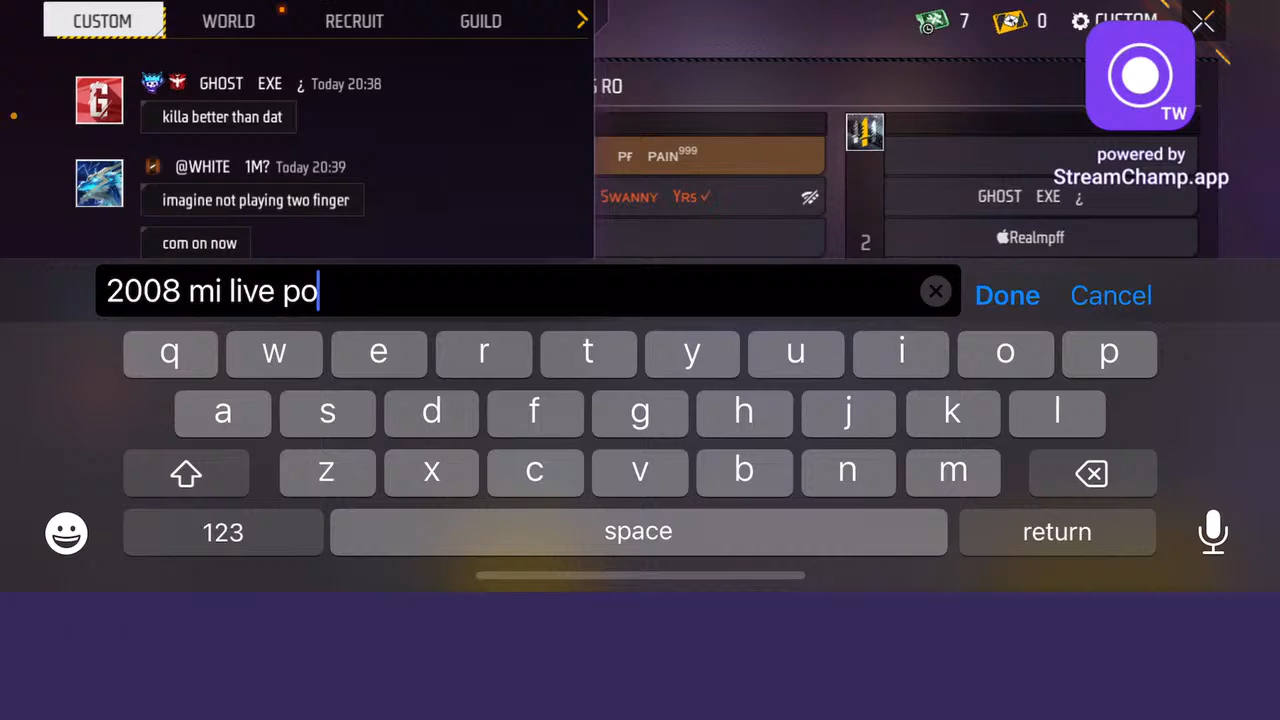 CUSTOM WORLD RECRUIT GUILD
7 0 CUSTOM
TW
powered by
StreamChamp.app
GHOST EXE ¿ Today 20:38
killa better than dat
@WHITE 1M? Today 20:39
imagine not playing two finger
com on now
RO
PF PAIN⁹⁹⁹
SWANNY YRS✓
GHOST EXE ¿
2 Realmpff
2008 mi live po
Done Cancel
q w e r t y u i o p
a s d f g h j k l
z x c v b n m
123 space return